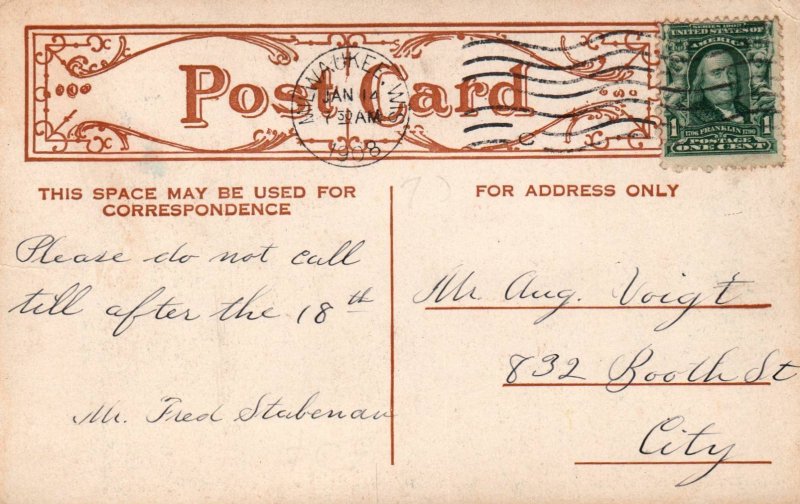 Post Card
MILWAUKEE, WIS
JAN 14
30 AM
1908
C
SERIES 1902
UNITED STATES OF
AMERICA
1 FRANKLIN 1
1706 1790
POSTAGE
ONE CENT
THIS SPACE MAY BE USED FOR
CORRESPONDENCE
FOR ADDRESS ONLY
Please do not call
till after the 18th
Mr. Fred Stabenau
Mr. Aug. Voigt
832 Booth St
City